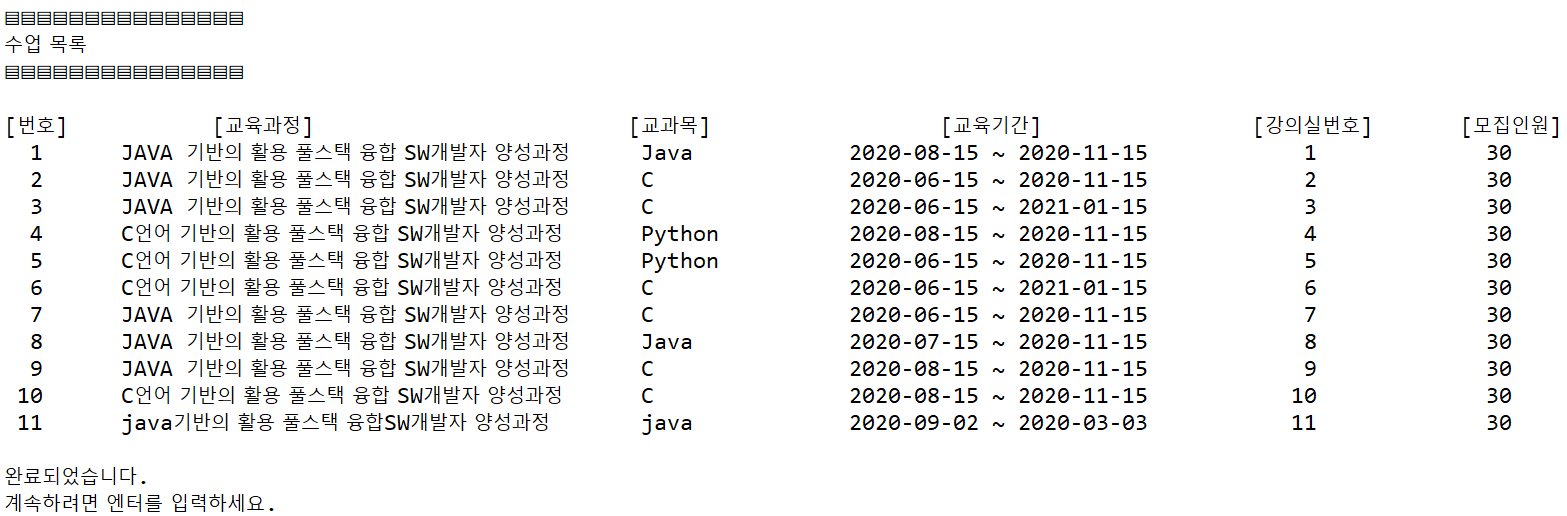 ▤▤▤▤▤▤▤▤▤▤▤▤▤▤▤
수업 목록
▤▤▤▤▤▤▤▤▤▤▤▤▤▤▤
[번호] [교육과정] [교과목] [교육기간] [강의실번호] [모집인원]
1 JAVA 기반의 활용 풀스택 융합 SW개발자 양성과정 Java 2020-08-15 ~ 2020-11-15 1 30
2 JAVA 기반의 활용 풀스택 융합 SW개발자 양성과정 C 2020-06-15 ~ 2020-11-15 2 30
3 JAVA 기반의 활용 풀스택 융합 SW개발자 양성과정 C 2020-06-15 ~ 2021-01-15 3 30
4 C언어 기반의 활용 풀스택 융합 SW개발자 양성과정 Python 2020-08-15 ~ 2020-11-15 4 30
5 C언어 기반의 활용 풀스택 융합 SW개발자 양성과정 Python 2020-06-15 ~ 2020-11-15 5 30
6 C언어 기반의 활용 풀스택 융합 SW개발자 양성과정 C 2020-06-15 ~ 2021-01-15 6 30
7 JAVA 기반의 활용 풀스택 융합 SW개발자 양성과정 C 2020-06-15 ~ 2020-11-15 7 30
8 JAVA 기반의 활용 풀스택 융합 SW개발자 양성과정 Java 2020-07-15 ~ 2020-11-15 8 30
9 JAVA 기반의 활용 풀스택 융합 SW개발자 양성과정 C 2020-08-15 ~ 2020-11-15 9 30
10 C언어 기반의 활용 풀스택 융합 SW개발자 양성과정 C 2020-08-15 ~ 2020-11-15 10 30
11 java기반의 활용 풀스택 융합SW개발자 양성과정 java 2020-09-02 ~ 2020-03-03 11 30
완료되었습니다.
계속하려면 엔터를 입력하세요.